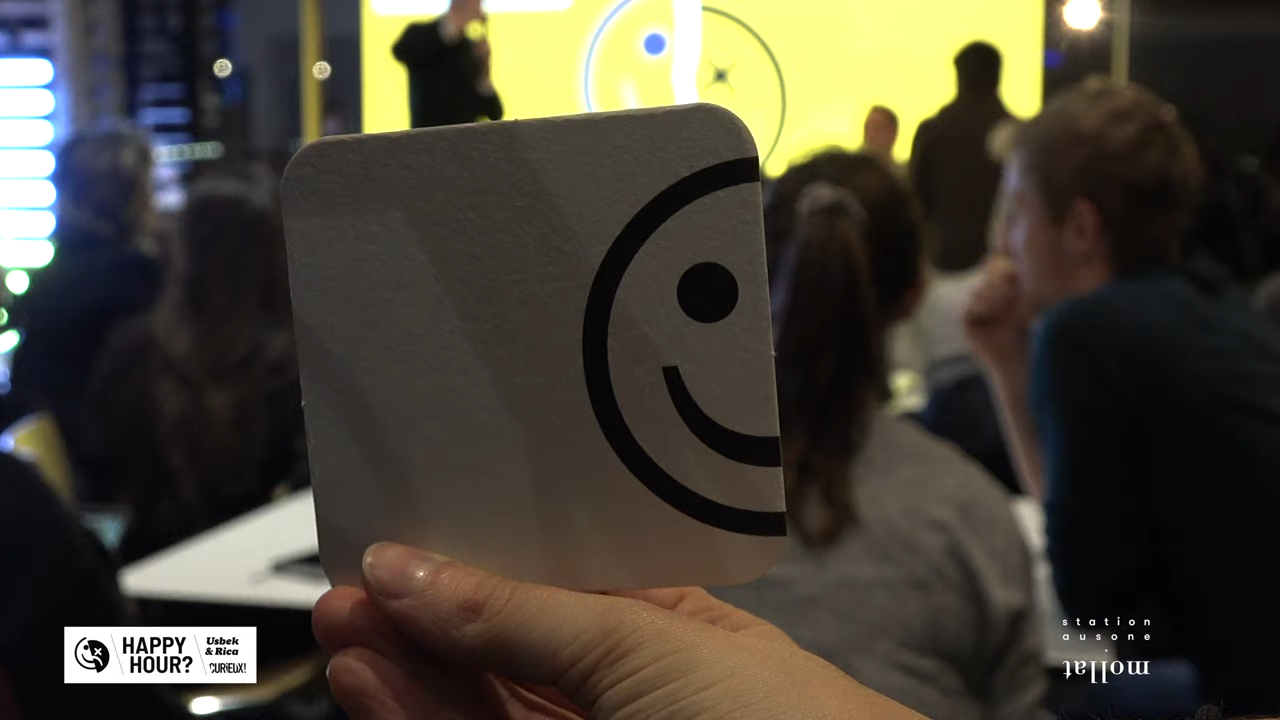 HAPPY
HOUR?
Usbek
& Rica
CURIEUX!
station
ausone
mollat